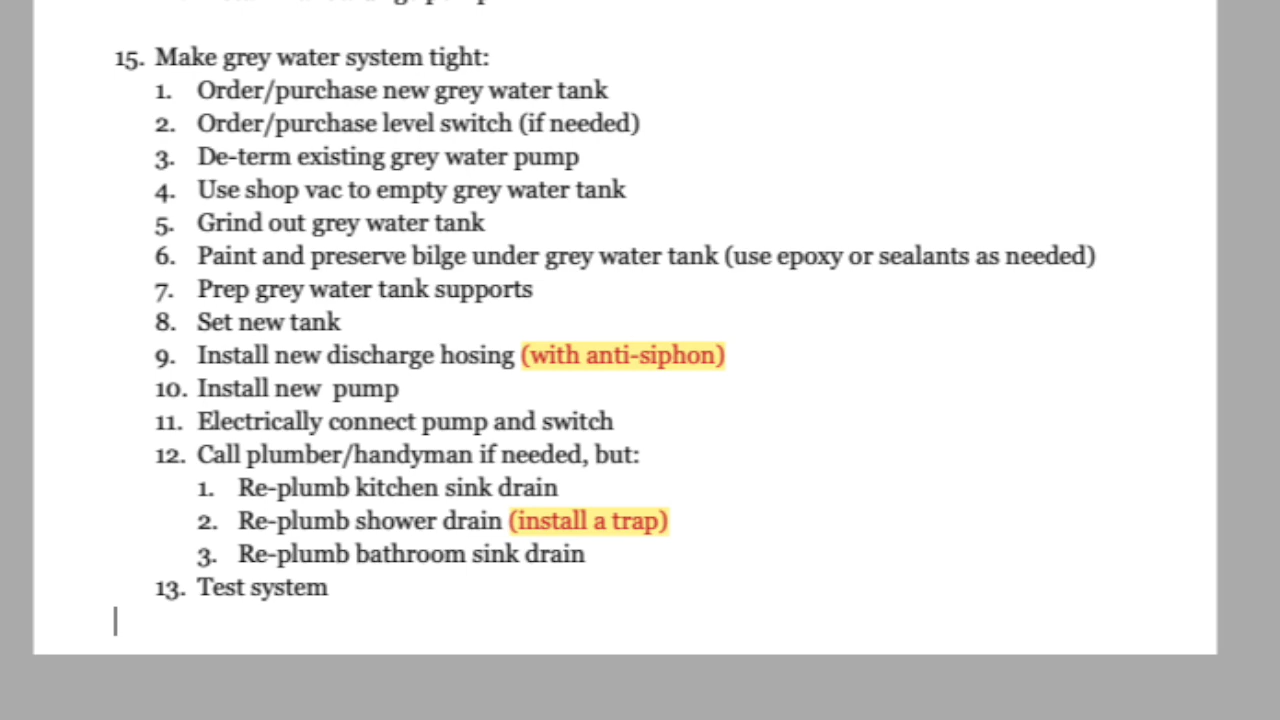 15. Make grey water system tight:
1. Order/purchase new grey water tank
2. Order/purchase level switch (if needed)
3. De-term existing grey water pump
4. Use shop vac to empty grey water tank
5. Grind out grey water tank
6. Paint and preserve bilge under grey water tank (use epoxy or sealants as needed)
7. Prep grey water tank supports
8. Set new tank
9. Install new discharge hosing (with anti-siphon)
10. Install new  pump
11. Electrically connect pump and switch
12. Call plumber/handyman if needed, but:
1. Re-plumb kitchen sink drain
2. Re-plumb shower drain (install a trap)
3. Re-plumb bathroom sink drain
13. Test system